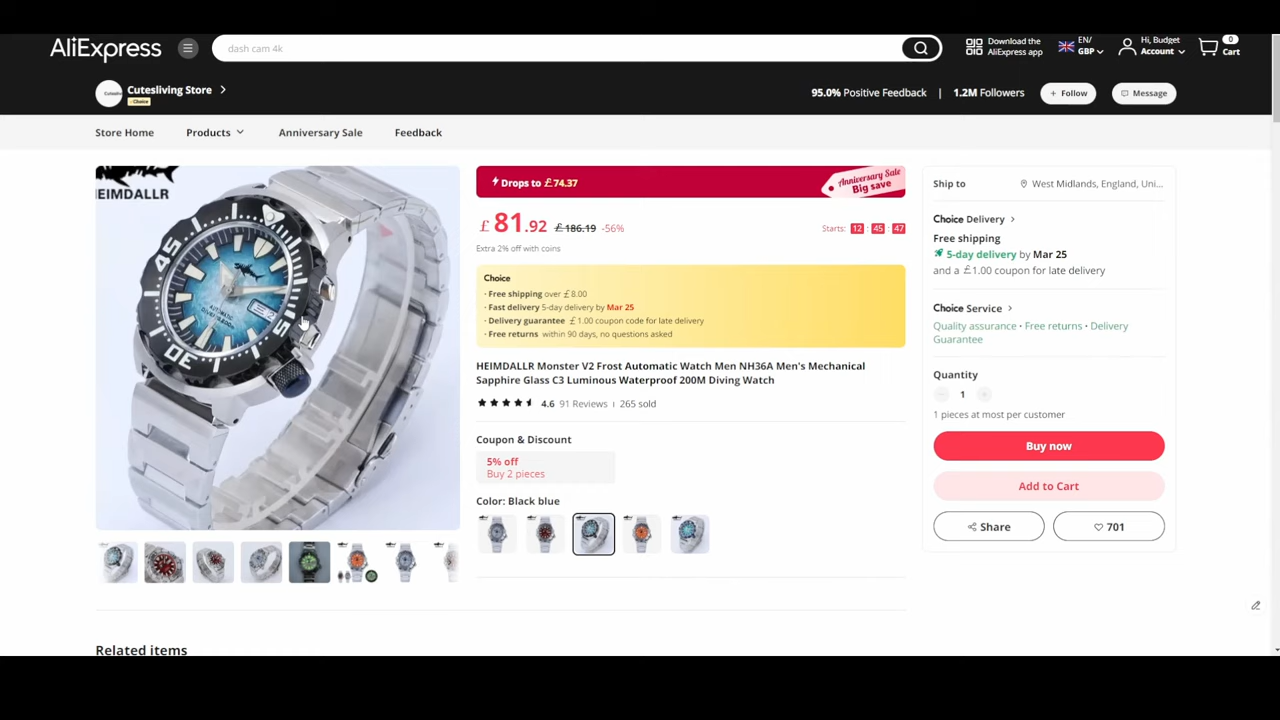 AliExpress
dash cam 4k
Download the
AliExpress app
EN/
GBP
Hi, Budget
Account
0
Cart
Cutesliving Store
Choice
95.0% Positive Feedback | 1.2M Followers
+ Follow
Message
Store Home
Products
Anniversary Sale
Feedback
HEIMDALLR
45
30
15
AUTOMATIC
Drops to £74.37
Anniversary Sale
Big save
£81.92 £186.19 -56%
Starts: 12 : 45 : 47
Extra 2% off with coins
Choice
· Free shipping over £8.00
· Fast delivery 5-day delivery by Mar 25
· Delivery guarantee £1.00 coupon code for late delivery
· Free returns within 90 days, no questions asked
HEIMDALLR Monster V2 Frost Automatic Watch Men NH36A Men's Mechanical
Sapphire Glass C3 Luminous Waterproof 200M Diving Watch
4.6 91 Reviews | 265 sold
Coupon & Discount
5% off
Buy 2 pieces
Color: Black blue
Ship to
West Midlands, England, Uni...
Choice Delivery
Free shipping
5-day delivery by Mar 25
and a £1.00 coupon for late delivery
Choice Service
Quality assurance · Free returns · Delivery
Guarantee
Quantity
- 1 +
1 pieces at most per customer
Buy now
Add to Cart
Share
701
Related items